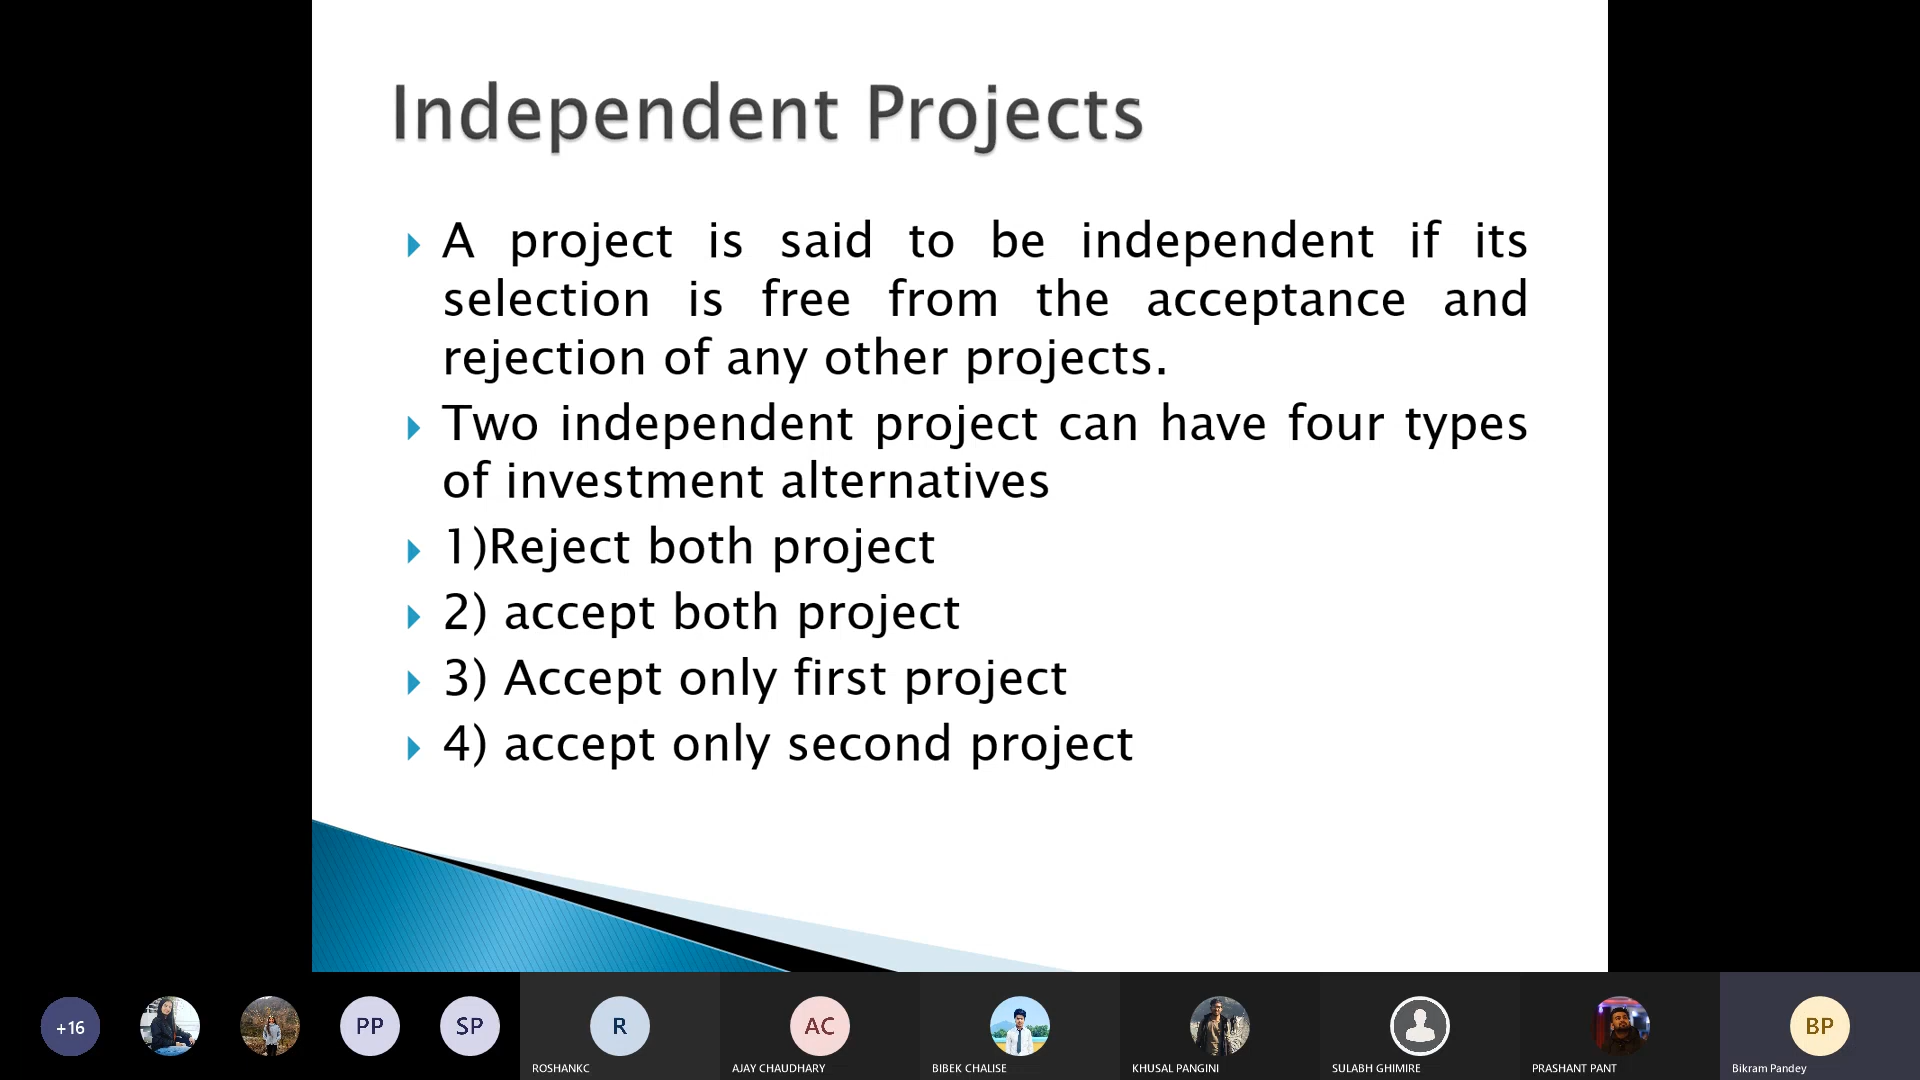 Independent Projects
A project is said to be independent if its
selection is free from the acceptance and
rejection of any other projects.
Two independent project can have four types
of investment alternatives
1)Reject both project
2) accept both project
3) Accept only first project
4) accept only second project
+16
PP
SP
R
AC
BP
ROSHANKC
AJAY CHAUDHARY
BIBEK CHALISE
KHUSAL PANGINI
SULABH GHIMIRE
PRASHANT PANT
Bikram Pandey